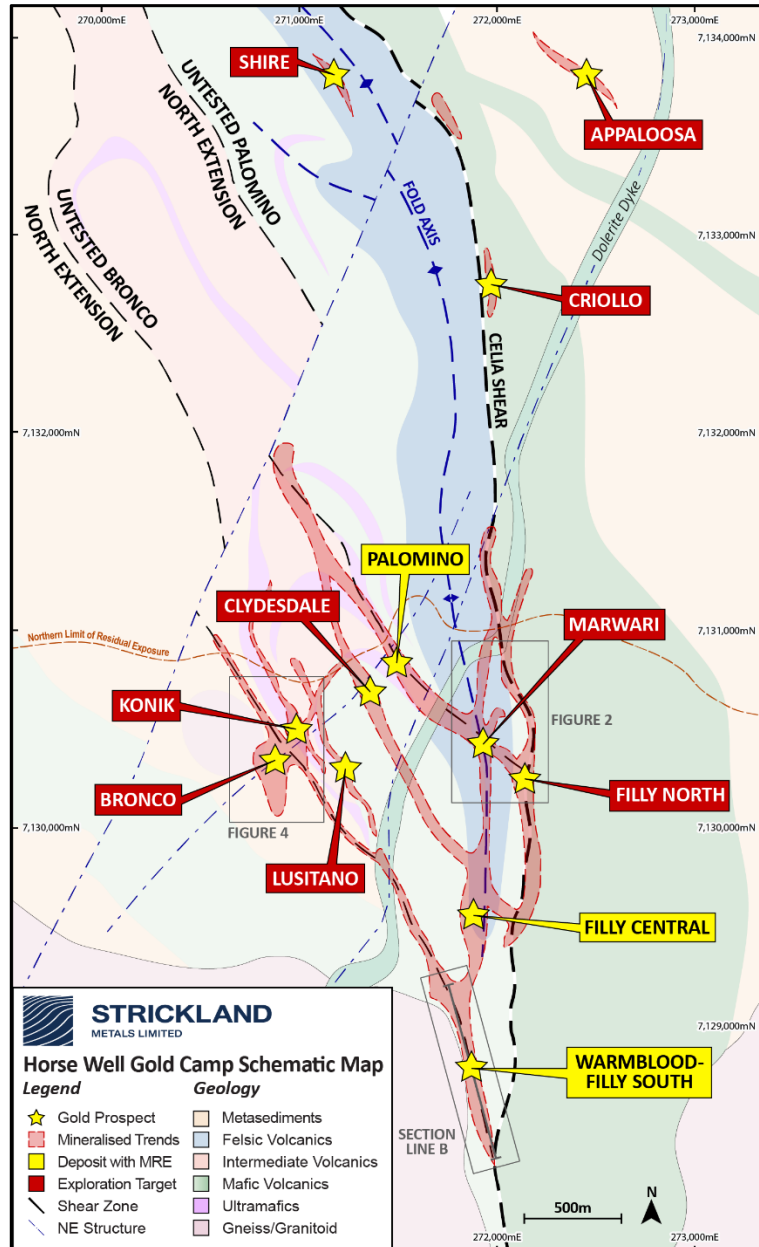 270,000mE
271,000mE
272,000mE
273,000mE
7,134,000mN
SHIRE
APPALOOSA
UNTESTED PALOMINO
NORTH EXTENSION
UNTESTED BRONCO
NORTH EXTENSION
FOLD AXIS
Dolerite Dyke
7,133,000mN
7,133,000mN
CRIOLLO
CELIA SHEAR
7,132,000mN
7,132,000mN
PALOMINO
CLYDESDALE
MARWARI
Northern Limit of Residual Exposure
7,131,000mN
7,131,000mN
KONIK
FIGURE 2
BRONCO
FILLY NORTH
FIGURE 4
7,130,000mN
7,130,000mN
LUSITANO
FILLY CENTRAL
STRICKLAND
METALS LIMITED
7,129,000mN
Horse Well Gold Camp Schematic Map
WARMBLOOD-
FILLY SOUTH
SECTION
LINE B
Legend
Gold Prospect
Mineralised Trends
Deposit with MRE
Exploration Target
Shear Zone
NE Structure
Geology
Metasediments
Felsic Volcanics
Intermediate Volcanics
Mafic Volcanics
Ultramafics
Gneiss/Granitoid
500m
N
272,000mE
273,000mE